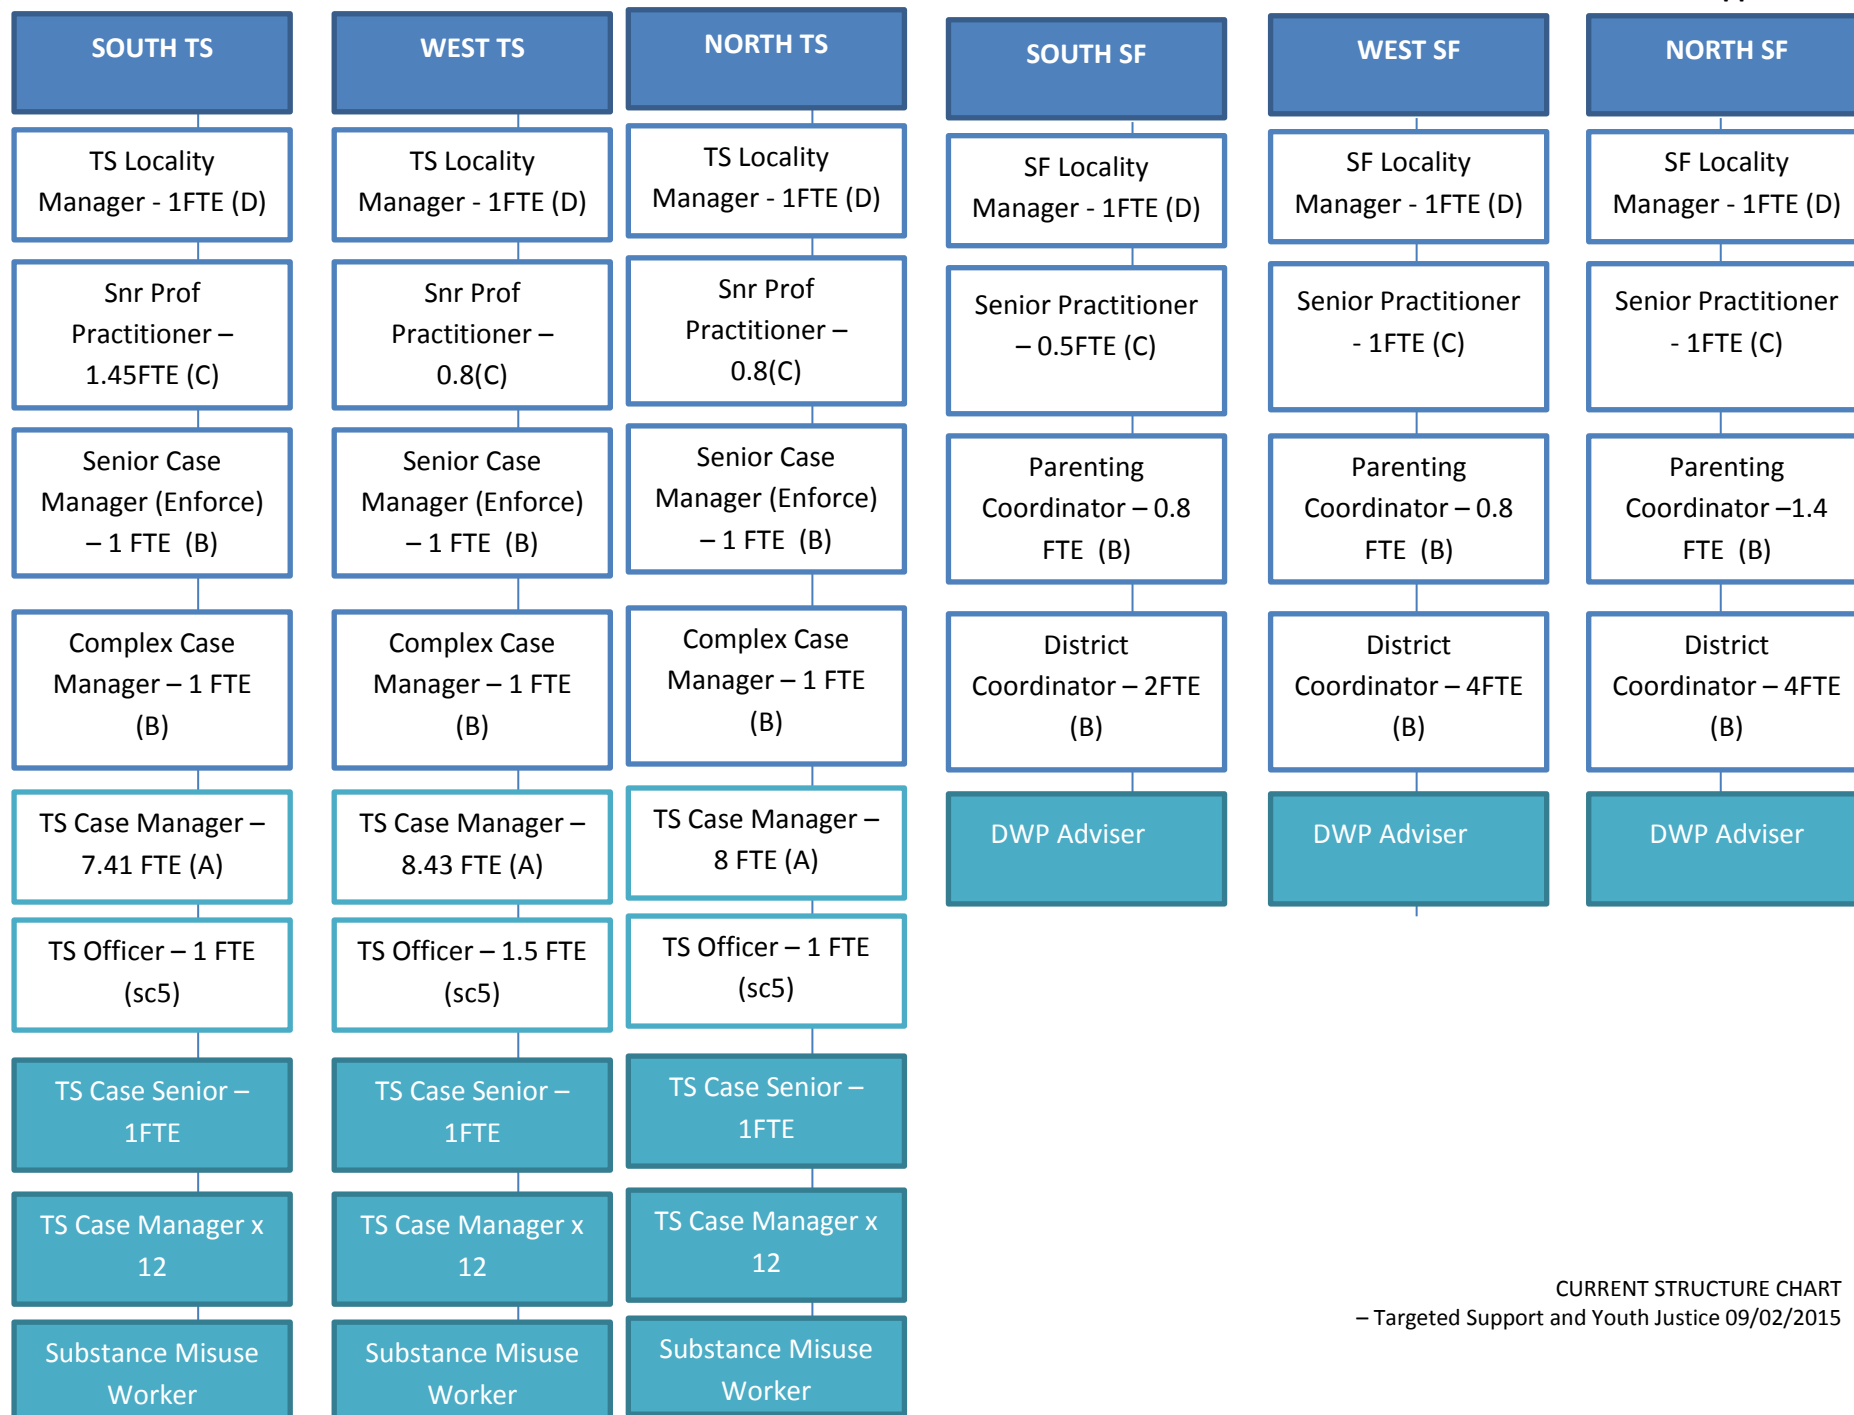 SOUTH TS
TS Locality
Manager - 1FTE (D)
Snr Prof
Practitioner –
1.45FTE (C)
Senior Case
Manager (Enforce)
– 1 FTE (B)
Complex Case
Manager – 1 FTE
(B)
TS Case Manager –
7.41 FTE (A)
TS Officer – 1 FTE
(sc5)
TS Case Senior –
1FTE
TS Case Manager x
12
Substance Misuse
Worker
WEST TS
TS Locality
Manager - 1FTE (D)
Snr Prof
Practitioner –
0.8(C)
Senior Case
Manager (Enforce)
– 1 FTE (B)
Complex Case
Manager – 1 FTE
(B)
TS Case Manager –
8.43 FTE (A)
TS Officer – 1.5 FTE
(sc5)
TS Case Senior –
1FTE
TS Case Manager x
12
Substance Misuse
Worker
NORTH TS
TS Locality
Manager - 1FTE (D)
Snr Prof
Practitioner –
0.8(C)
Senior Case
Manager (Enforce)
– 1 FTE (B)
Complex Case
Manager – 1 FTE
(B)
TS Case Manager –
8 FTE (A)
TS Officer – 1 FTE
(sc5)
TS Case Senior –
1FTE
TS Case Manager x
12
Substance Misuse
Worker
SOUTH SF
SF Locality
Manager - 1FTE (D)
Senior Practitioner
– 0.5FTE (C)
Parenting
Coordinator – 0.8
FTE (B)
District
Coordinator – 2FTE
(B)
DWP Adviser
WEST SF
SF Locality
Manager - 1FTE (D)
Senior Practitioner
- 1FTE (C)
Parenting
Coordinator – 0.8
FTE (B)
District
Coordinator – 4FTE
(B)
DWP Adviser
NORTH SF
SF Locality
Manager - 1FTE (D)
Senior Practitioner
- 1FTE (C)
Parenting
Coordinator –1.4
FTE (B)
District
Coordinator – 4FTE
(B)
DWP Adviser
CURRENT STRUCTURE CHART
– Targeted Support and Youth Justice 09/02/2015